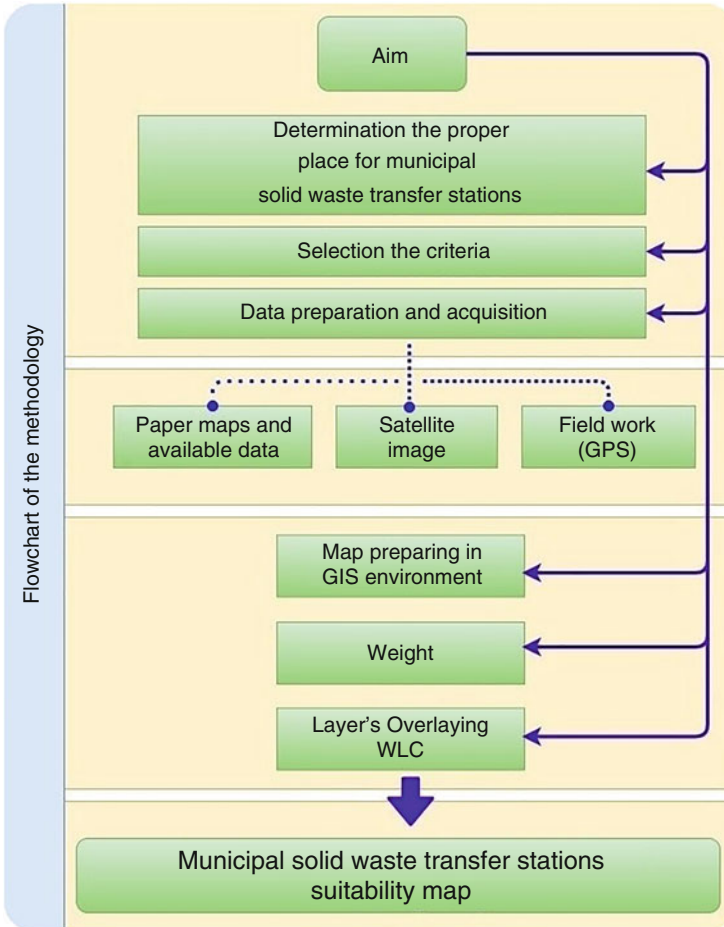 Flowchart of the methodology
Aim
Determination the proper
place for municipal
solid waste transfer stations
Selection the criteria
Data preparation and acquisition
Paper maps and
available data
Satellite
image
Field work
(GPS)
Map preparing in
GIS environment
Weight
Layer's Overlaying
WLC
Municipal solid waste transfer stations
suitability map